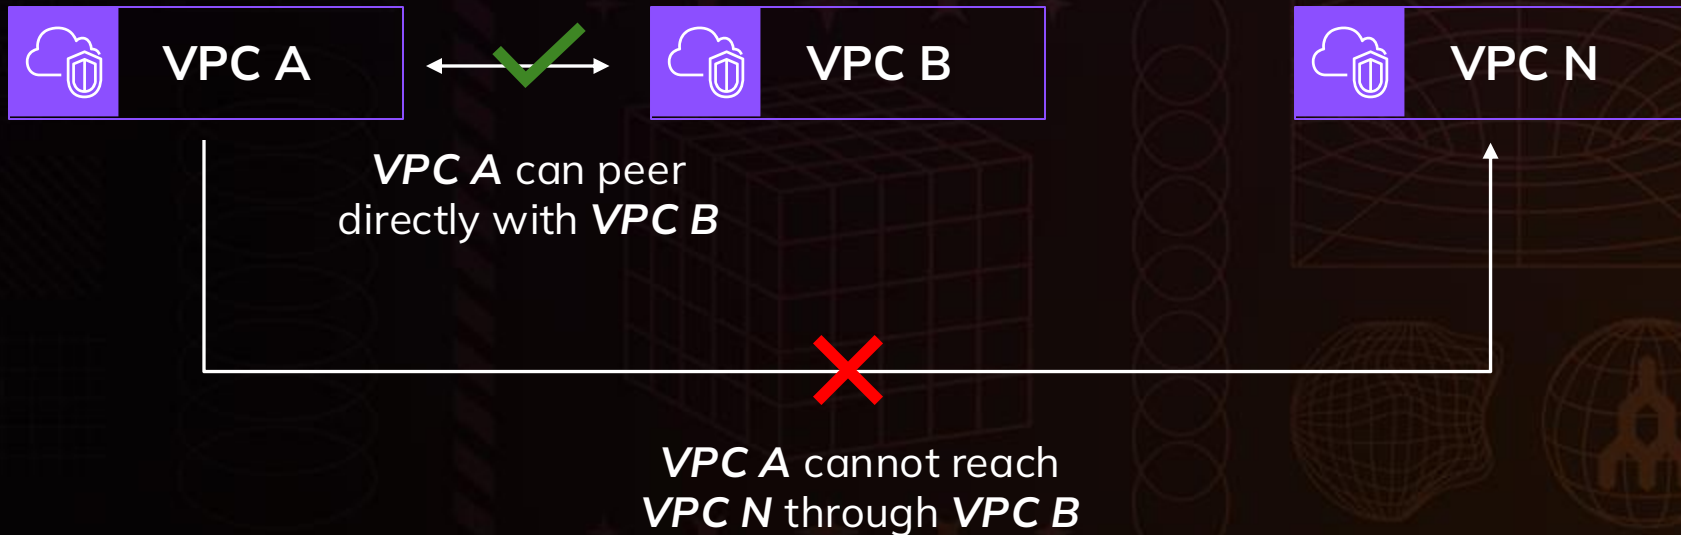 VPC A
VPC B
VPC N
VPC A can peer
directly with VPC B
VPC A cannot reach
VPC N through VPC B